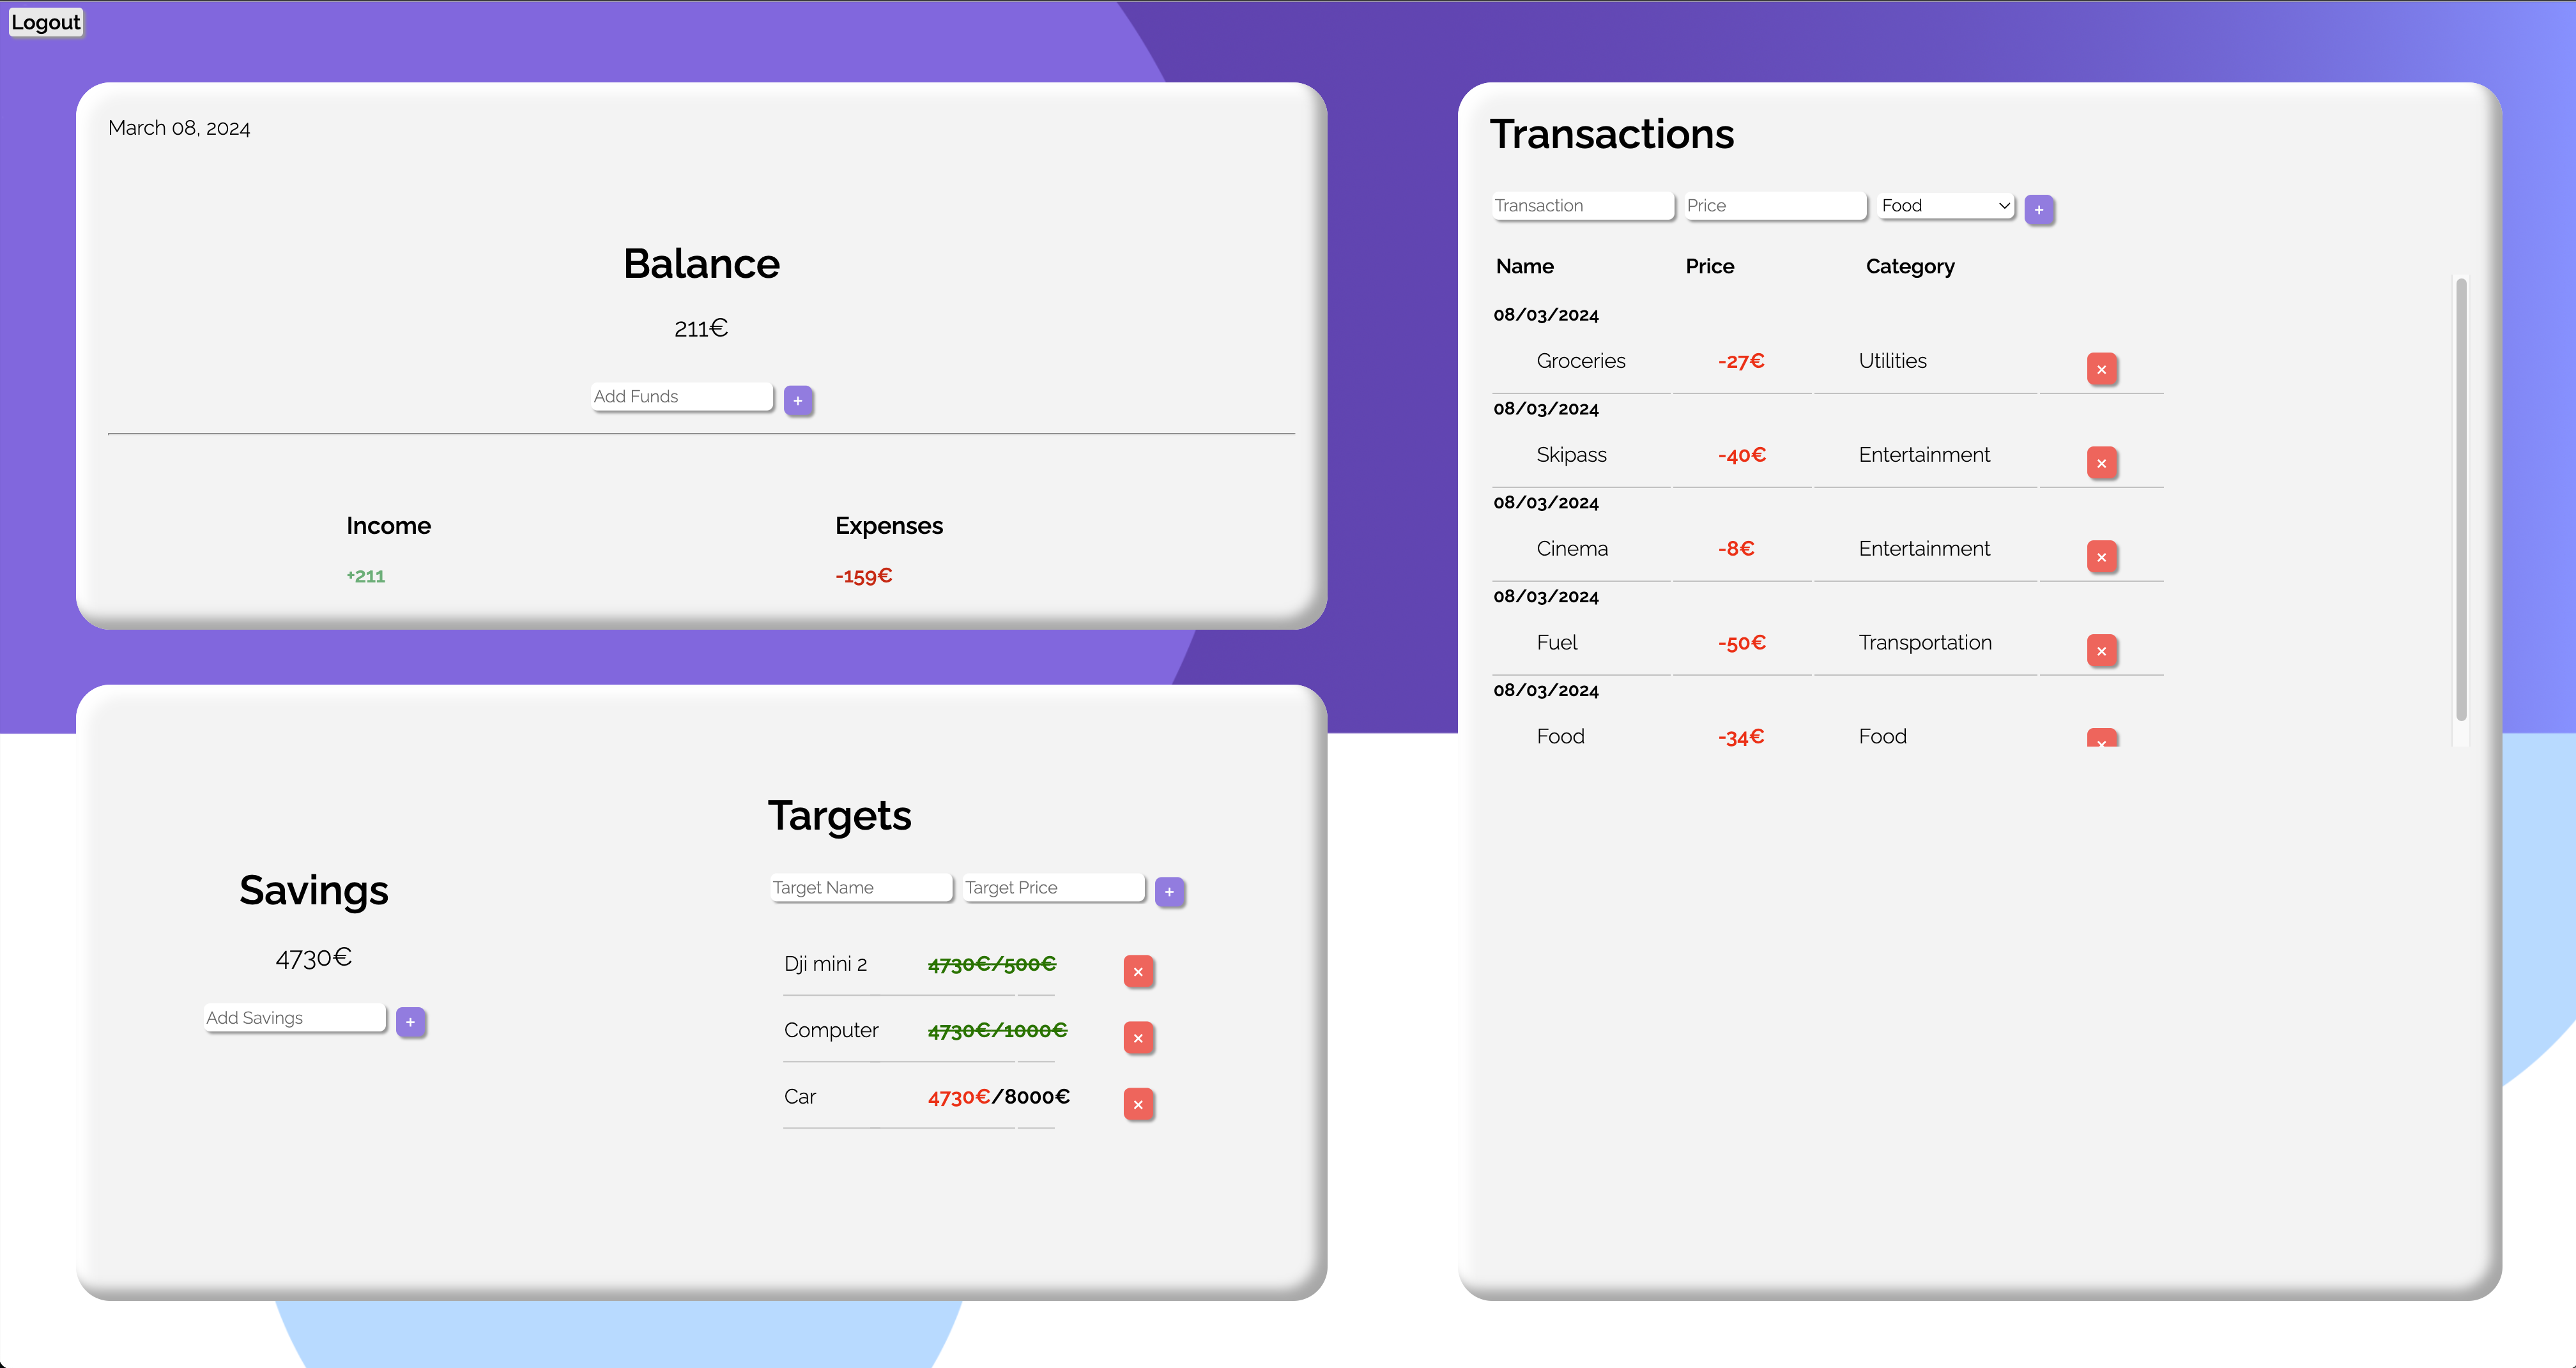 Logout
March 08, 2024
Balance
211€
Add Funds +
Income Expenses
+211 -159€
Savings
4730€
Add Savings +
Targets
Target Name Target Price +
Dji mini 2 4730€/500€ ×
Computer 4730€/1000€ ×
Car 4730€/8000€ ×
Transactions
Transaction Price Food +
Name Price Category
08/03/2024
Groceries -27€ Utilities ×
08/03/2024
Skipass -40€ Entertainment ×
08/03/2024
Cinema -8€ Entertainment ×
08/03/2024
Fuel -50€ Transportation ×
08/03/2024
Food -34€ Food ×